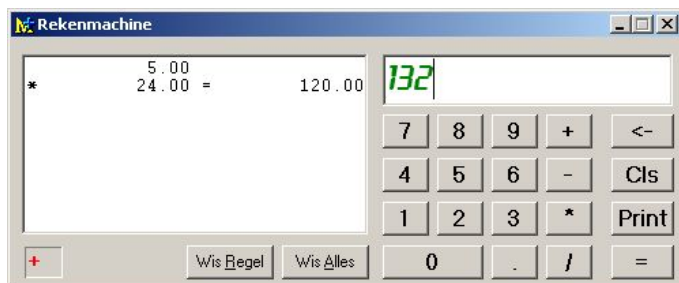 Rekenmachine
5.00
* 24.00 = 120.00
132
7 8 9 + <-
4 5 6 - Cls
1 2 3 * Print
0 . / =
+
Wis Regel Wis Alles